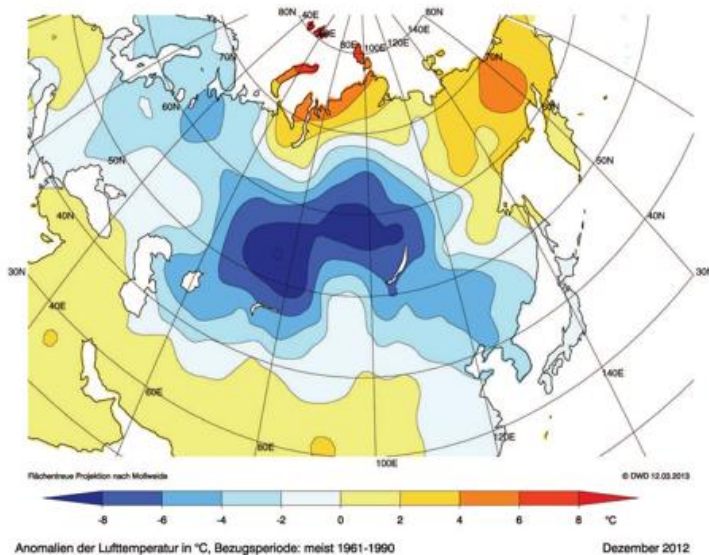 80N 40E 60E 80E 100E 120E 140E 80N
70N 70N
60N 60N
50N 50N
40N 40N
30N 30N
40E
60E 140E
80E 120E
100E
Flächentreue Projektion nach Mollweide © DWD 12.03.2013
-8 -6 -4 -2 0 2 4 6 8 °C
Anomalien der Lufttemperatur in °C, Bezugsperiode: meist 1961-1990 Dezember 2012